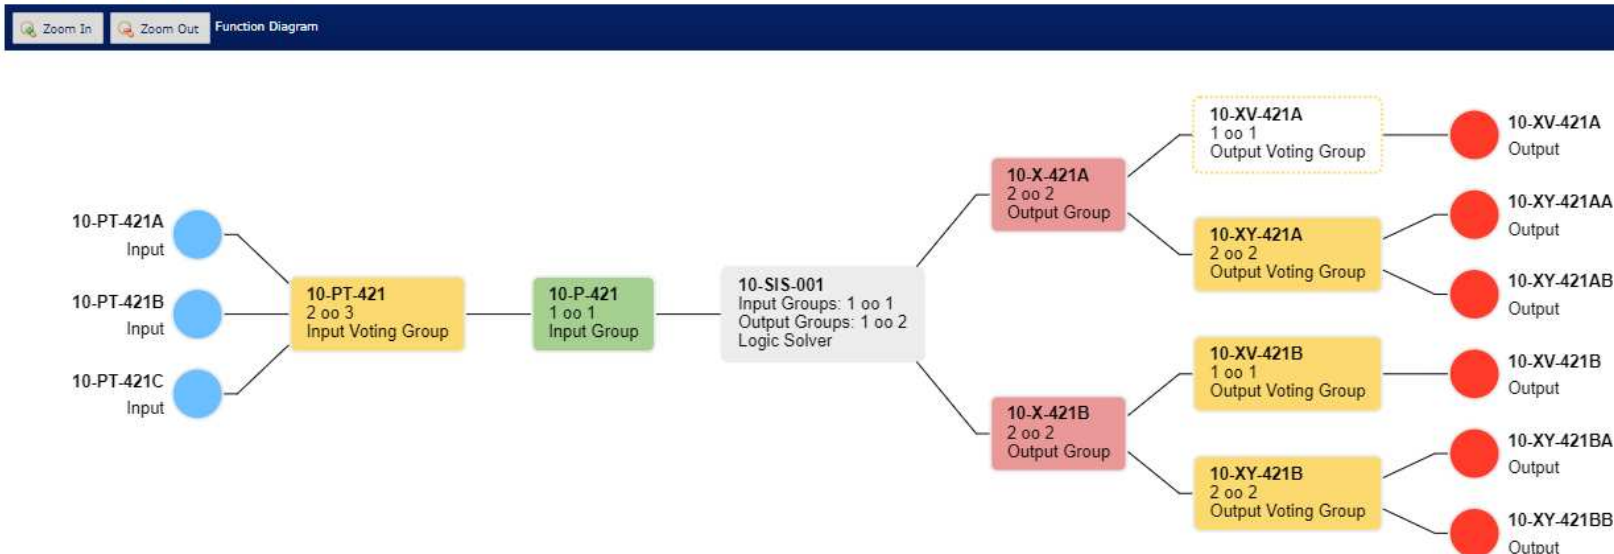 Zoom In
Zoom Out
Function Diagram
10-PT-421A
Input
10-PT-421B
Input
10-PT-421C
Input
10-PT-421
2 oo 3
Input Voting Group
10-P-421
1 oo 1
Input Group
10-SIS-001
Input Groups: 1 oo 1
Output Groups: 1 oo 2
Logic Solver
10-X-421A
2 oo 2
Output Group
10-X-421B
2 oo 2
Output Group
10-XV-421A
1 oo 1
Output Voting Group
10-XY-421A
2 oo 2
Output Voting Group
10-XV-421B
1 oo 1
Output Voting Group
10-XY-421B
2 oo 2
Output Voting Group
10-XV-421A
Output
10-XY-421AA
Output
10-XY-421AB
Output
10-XV-421B
Output
10-XY-421BA
Output
10-XY-421BB
Output